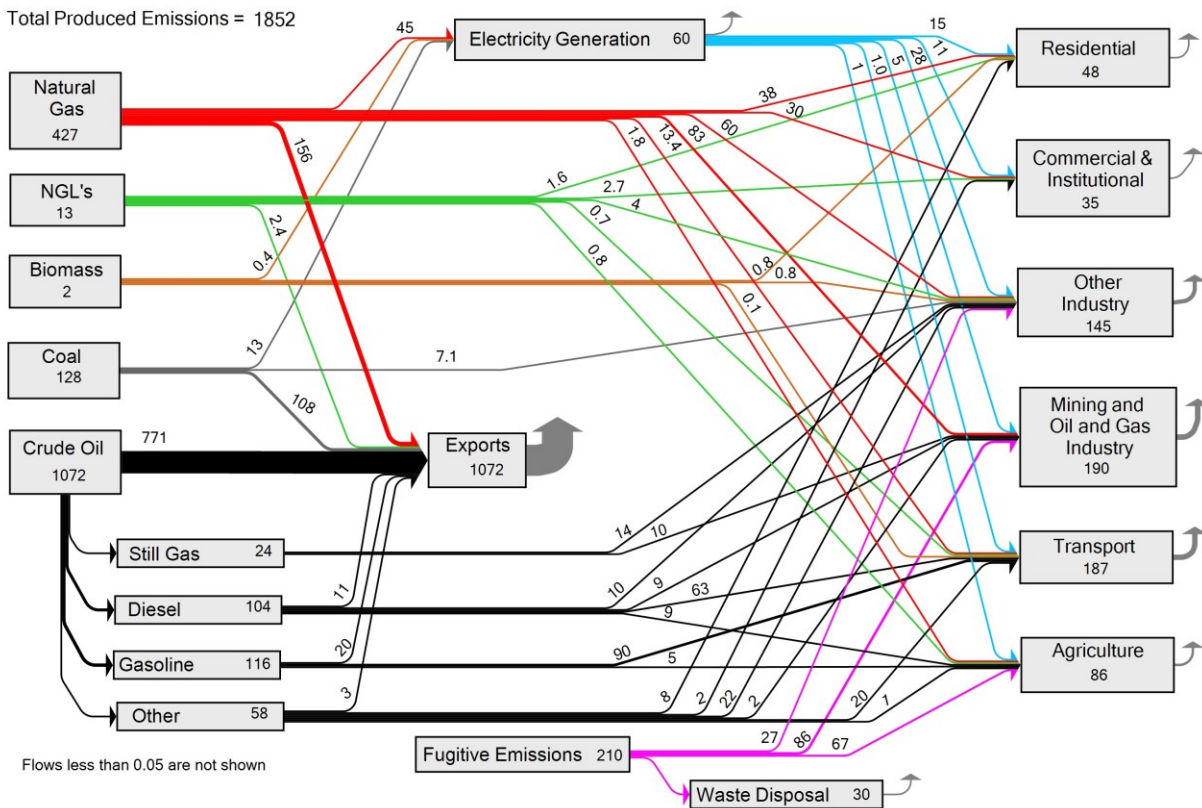 Total Produced Emissions = 1852
45
Electricity Generation 60
15
11
28
5
1.0
1
Residential
48
Natural
Gas
427
38
30
60
83
13.4
1.8
156
Commercial &
Institutional
35
NGL's
13
1.6
2.7
4
0.7
0.8
2.4
Biomass
2
0.4
0.8
0.8
0.1
Other
Industry
145
Coal
128
13
7.1
108
Mining and
Oil and Gas
Industry
190
Crude Oil
1072
771
Exports
1072
Still Gas 24
14
10
Transport
187
Diesel 104
11
10
9
63
9
Gasoline 116
20
90
5
Agriculture
86
Other 58
3
8
2
22
2
20
1
Fugitive Emissions 210
27
86
67
Flows less than 0.05 are not shown
Waste Disposal 30